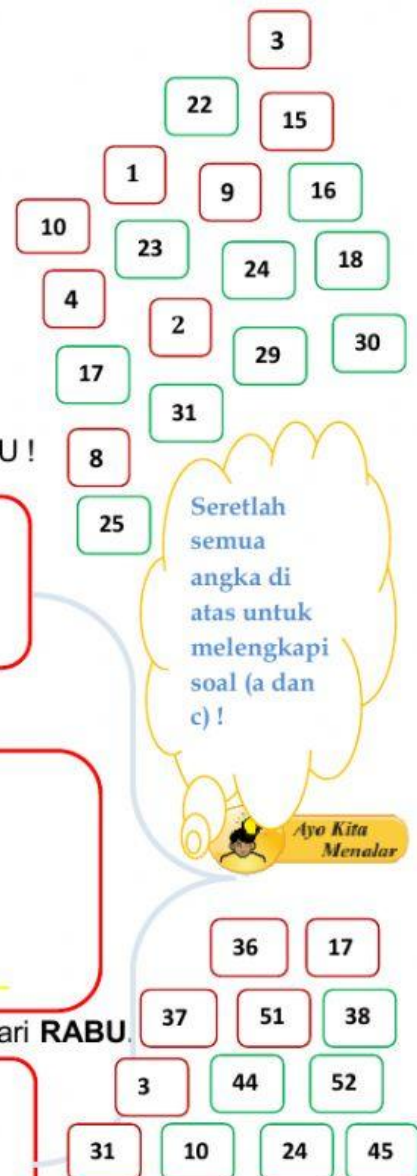 3
22 15
1 9 16
10 23 24 18
4 2 29 30
17 31
U !
8
25
Seretlah
semua
angka di
atas untuk
melengkapi
soal (a dan
c) !
Ayo Kita
Menalar
36 17
37 51 38
ari RABU.
3 44 52
31 10 24 45